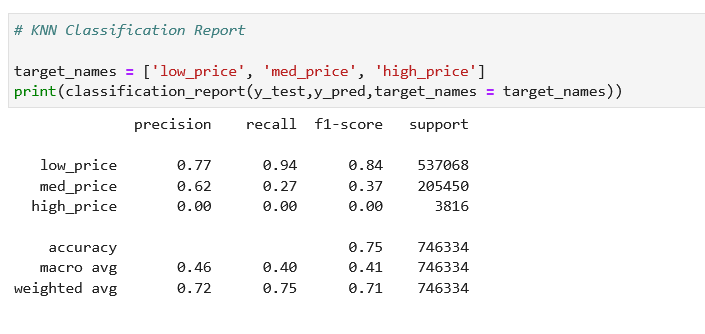 # KNN Classification Report
target_names = ['low_price', 'med_price', 'high_price']
print(classification_report(y_test,y_pred,target_names = target_names))
precision recall f1-score support
low_price 0.77 0.94 0.84 537068
med_price 0.62 0.27 0.37 205450
high_price 0.00 0.00 0.00 3816
accuracy 0.75 746334
macro avg 0.46 0.40 0.41 746334
weighted avg 0.72 0.75 0.71 746334